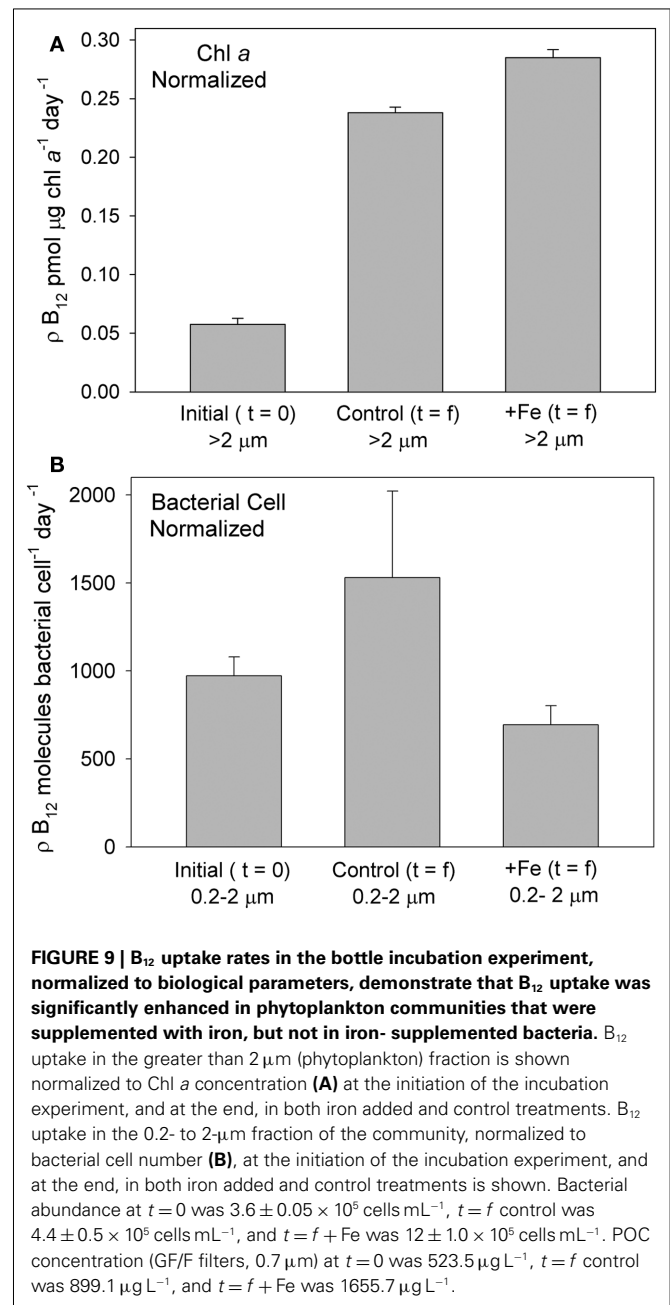 A
Chl a
Normalized
ρ B₁₂ pmol μg chl a⁻¹ day⁻¹
0.30
0.25
0.20
0.15
0.10
0.05
0.00
Initial ( t = 0) Control (t = f) +Fe (t = f)
>2 μm >2 μm >2 μm
B
Bacterial Cell
Normalized
ρ B₁₂ molecules bacterial cell⁻¹ day⁻¹
2000
1500
1000
500
0
Initial ( t = 0) Control (t = f) +Fe (t = f)
0.2-2 μm 0.2-2 μm 0.2- 2 μm
FIGURE 9 | B₁₂ uptake rates in the bottle incubation experiment,
normalized to biological parameters, demonstrate that B₁₂ uptake was
significantly enhanced in phytoplankton communities that were
supplemented with iron, but not in iron- supplemented bacteria. B₁₂
uptake in the greater than 2 μm (phytoplankton) fraction is shown
normalized to Chl a concentration (A) at the initiation of the incubation
experiment, and at the end, in both iron added and control treatments. B₁₂
uptake in the 0.2- to 2-μm fraction of the community, normalized to
bacterial cell number (B), at the initiation of the incubation experiment, and
at the end, in both iron added and control treatments is shown. Bacterial
abundance at t = 0 was 3.6 ± 0.05 × 10⁵ cells mL⁻¹, t = f control was
4.4 ± 0.5 × 10⁵ cells mL⁻¹, and t = f + Fe was 12 ± 1.0 × 10⁵ cells mL⁻¹. POC
concentration (GF/F filters, 0.7 μm) at t = 0 was 523.5 μg L⁻¹, t = f control
was 899.1 μg L⁻¹, and t = f + Fe was 1655.7 μg L⁻¹.